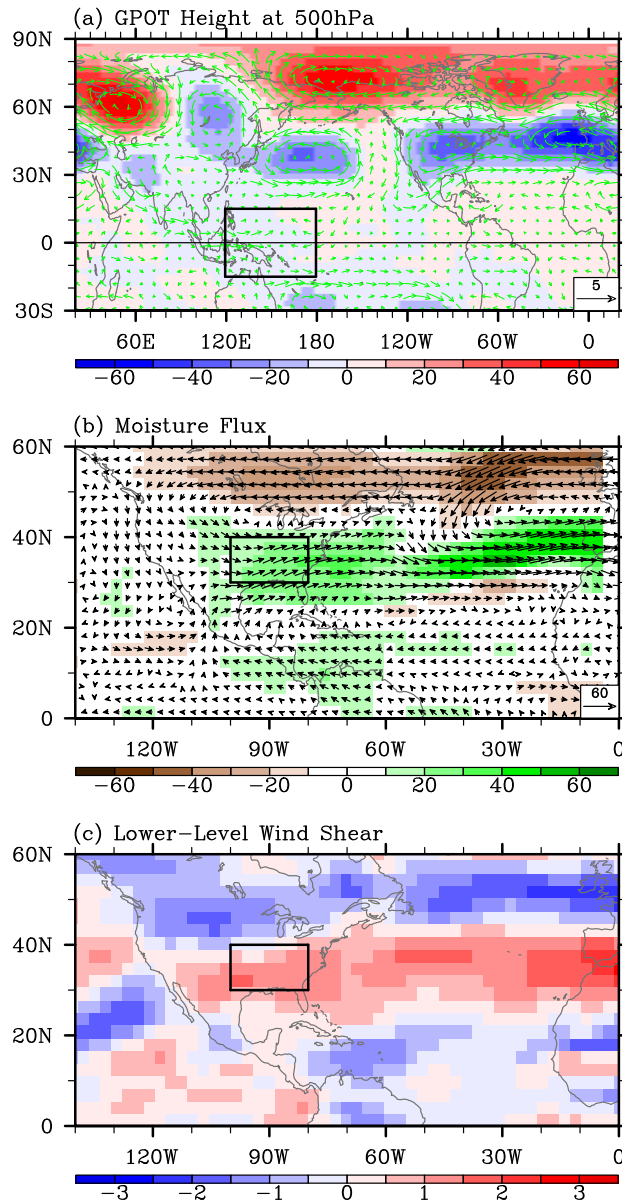 (a) GPOT Height at 500hPa
90N
60N
30N
0
30S
5
60E 120E 180 120W 60W 0
−60 −40 −20 0 20 40 60
(b) Moisture Flux
60N
40N
20N
0
60
120W 90W 60W 30W 0
−60 −40 −20 0 20 40 60
(c) Lower−Level Wind Shear
60N
40N
20N
0
120W 90W 60W 30W 0
−3 −2 −1 0 1 2 3